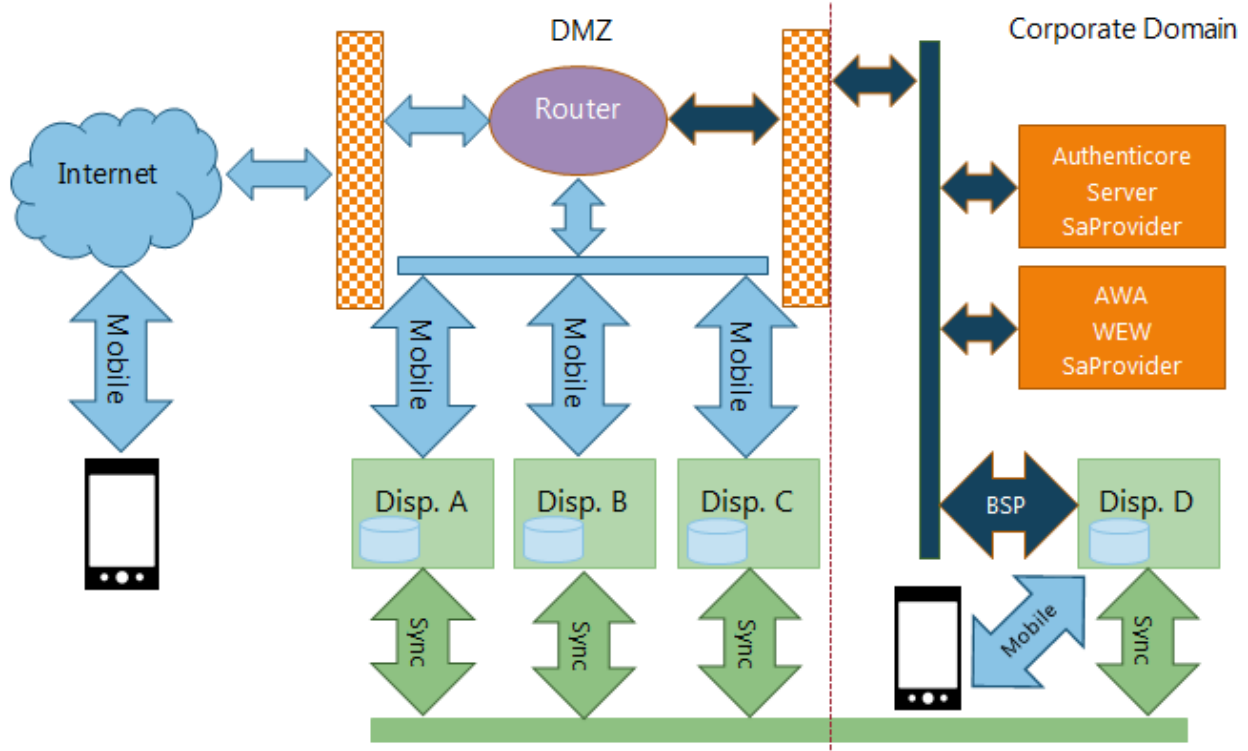 DMZ
Corporate Domain
Router
Internet
Authenticore
Server
SaProvider
AWA
WEW
SaProvider
Mobile
Mobile
Mobile
Mobile
Disp. A
Disp. B
Disp. C
BSP
Disp. D
Mobile
Sync
Sync
Sync
Sync